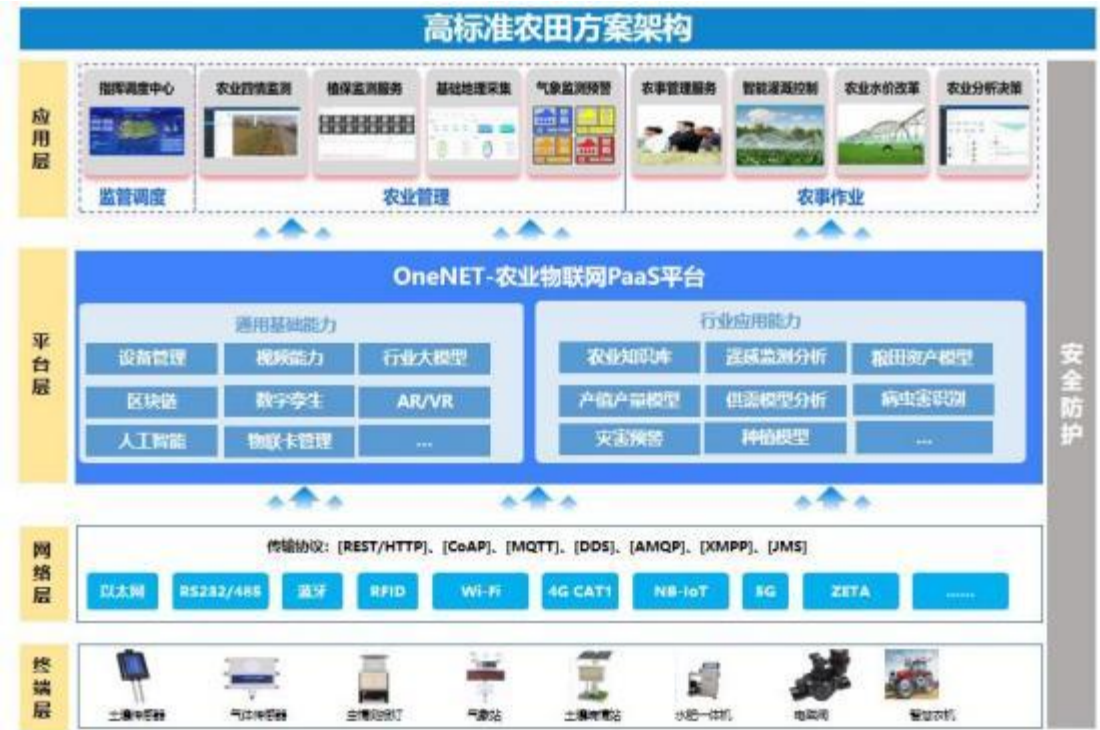 高标准农田方案架构
应用层
指挥调度中心
农业四情监测
植保监测服务
基础地理采集
气象监测预警
农事管理服务
智能灌溉控制
农业水价改革
农业分析决策
监管调度
农业管理
农事作业
平台层
OneNET-农业物联网PaaS平台
通用基础能力
设备管理
视频能力
行业大模型
区块链
数字孪生
AR/VR
人工智能
物联卡管理
...
行业应用能力
农业知识库
遥感监测分析
粮田资产模型
产值产量模型
供需模型分析
病虫害识别
灾害预警
种植模型
...
安全防护
网络层
传输协议：[REST/HTTP]、[CoAP]、[MQTT]、[DDS]、[AMQP]、[XMPP]、[JMS]
以太网
RS232/485
蓝牙
RFID
Wi-Fi
4G CAT1
NB-IoT
5G
ZETA
......
终端层
土壤传感器
气体传感器
虫情测报灯
气象站
土壤墒情站
水肥一体机
电磁阀
智慧农机